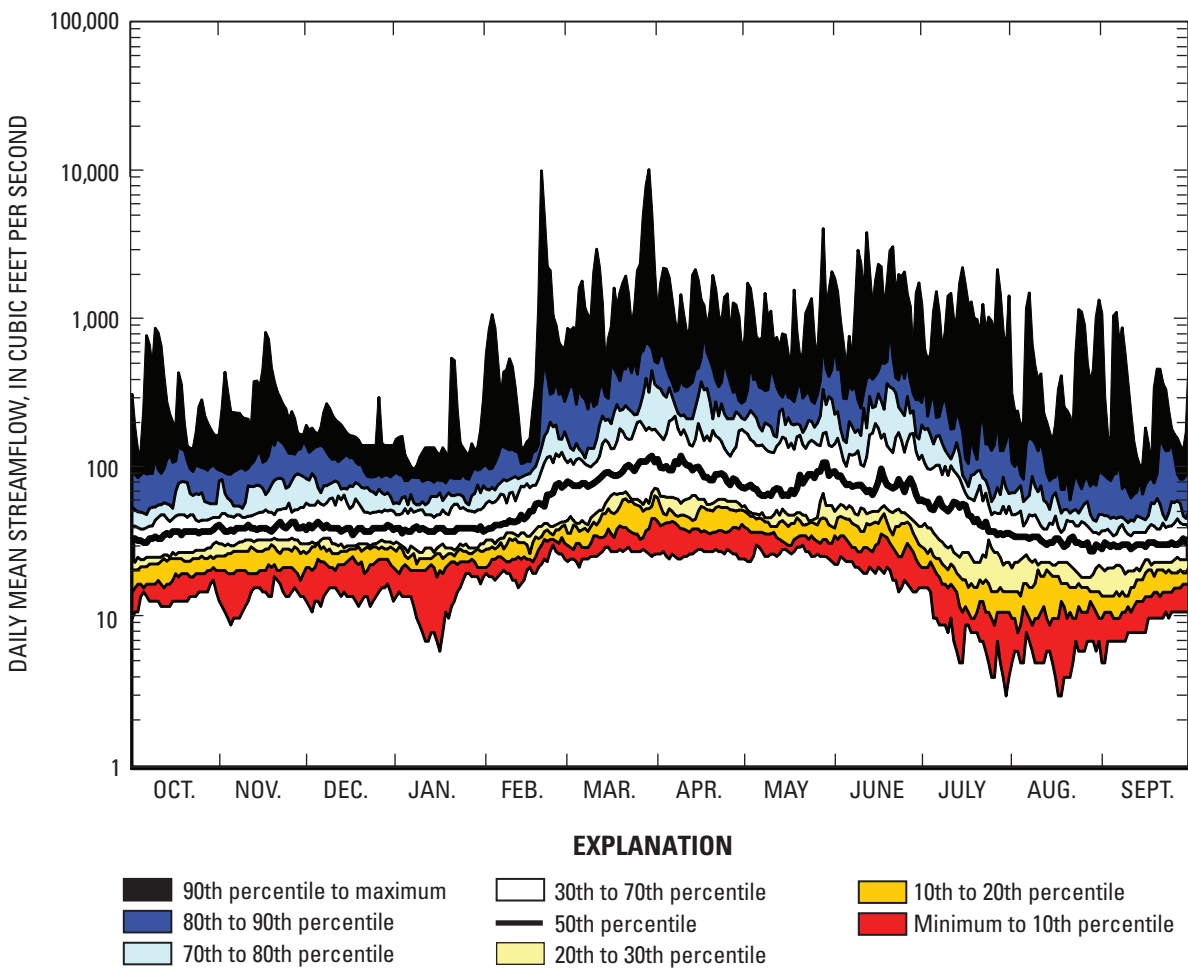 DAILY MEAN STREAMFLOW, IN CUBIC FEET PER SECOND
100,000
10,000
1,000
100
10
1
OCT. NOV. DEC. JAN. FEB. MAR. APR. MAY JUNE JULY AUG. SEPT.
EXPLANATION
90th percentile to maximum
80th to 90th percentile
70th to 80th percentile
30th to 70th percentile
50th percentile
20th to 30th percentile
10th to 20th percentile
Minimum to 10th percentile